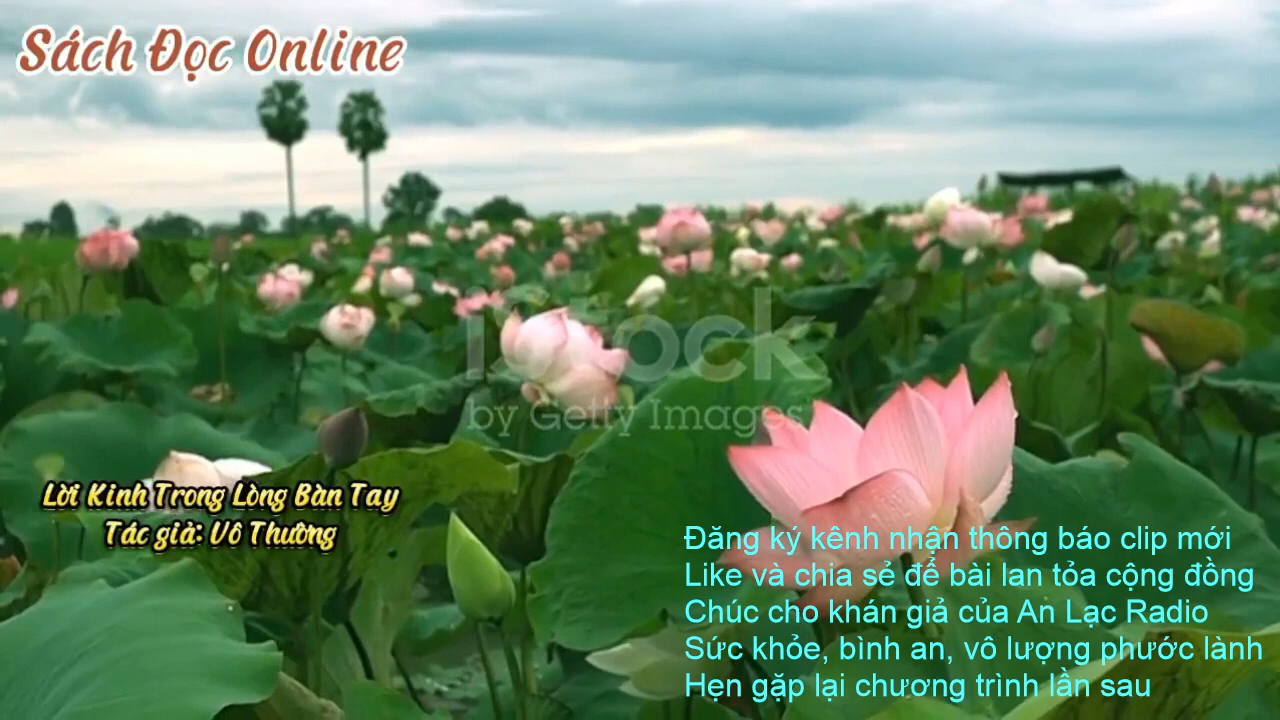 Sách Đọc Online
iStock
by Getty Images
Lời Kinh Trong Lòng Bàn Tay
Tác giả: Vô Thường
Đăng ký kênh nhận thông báo clip mới
Like và chia sẻ để bài lan tỏa cộng đồng
Chúc cho khán giả của An Lạc Radio
Sức khỏe, bình an, vô lượng phước lành
Hẹn gặp lại chương trình lần sau